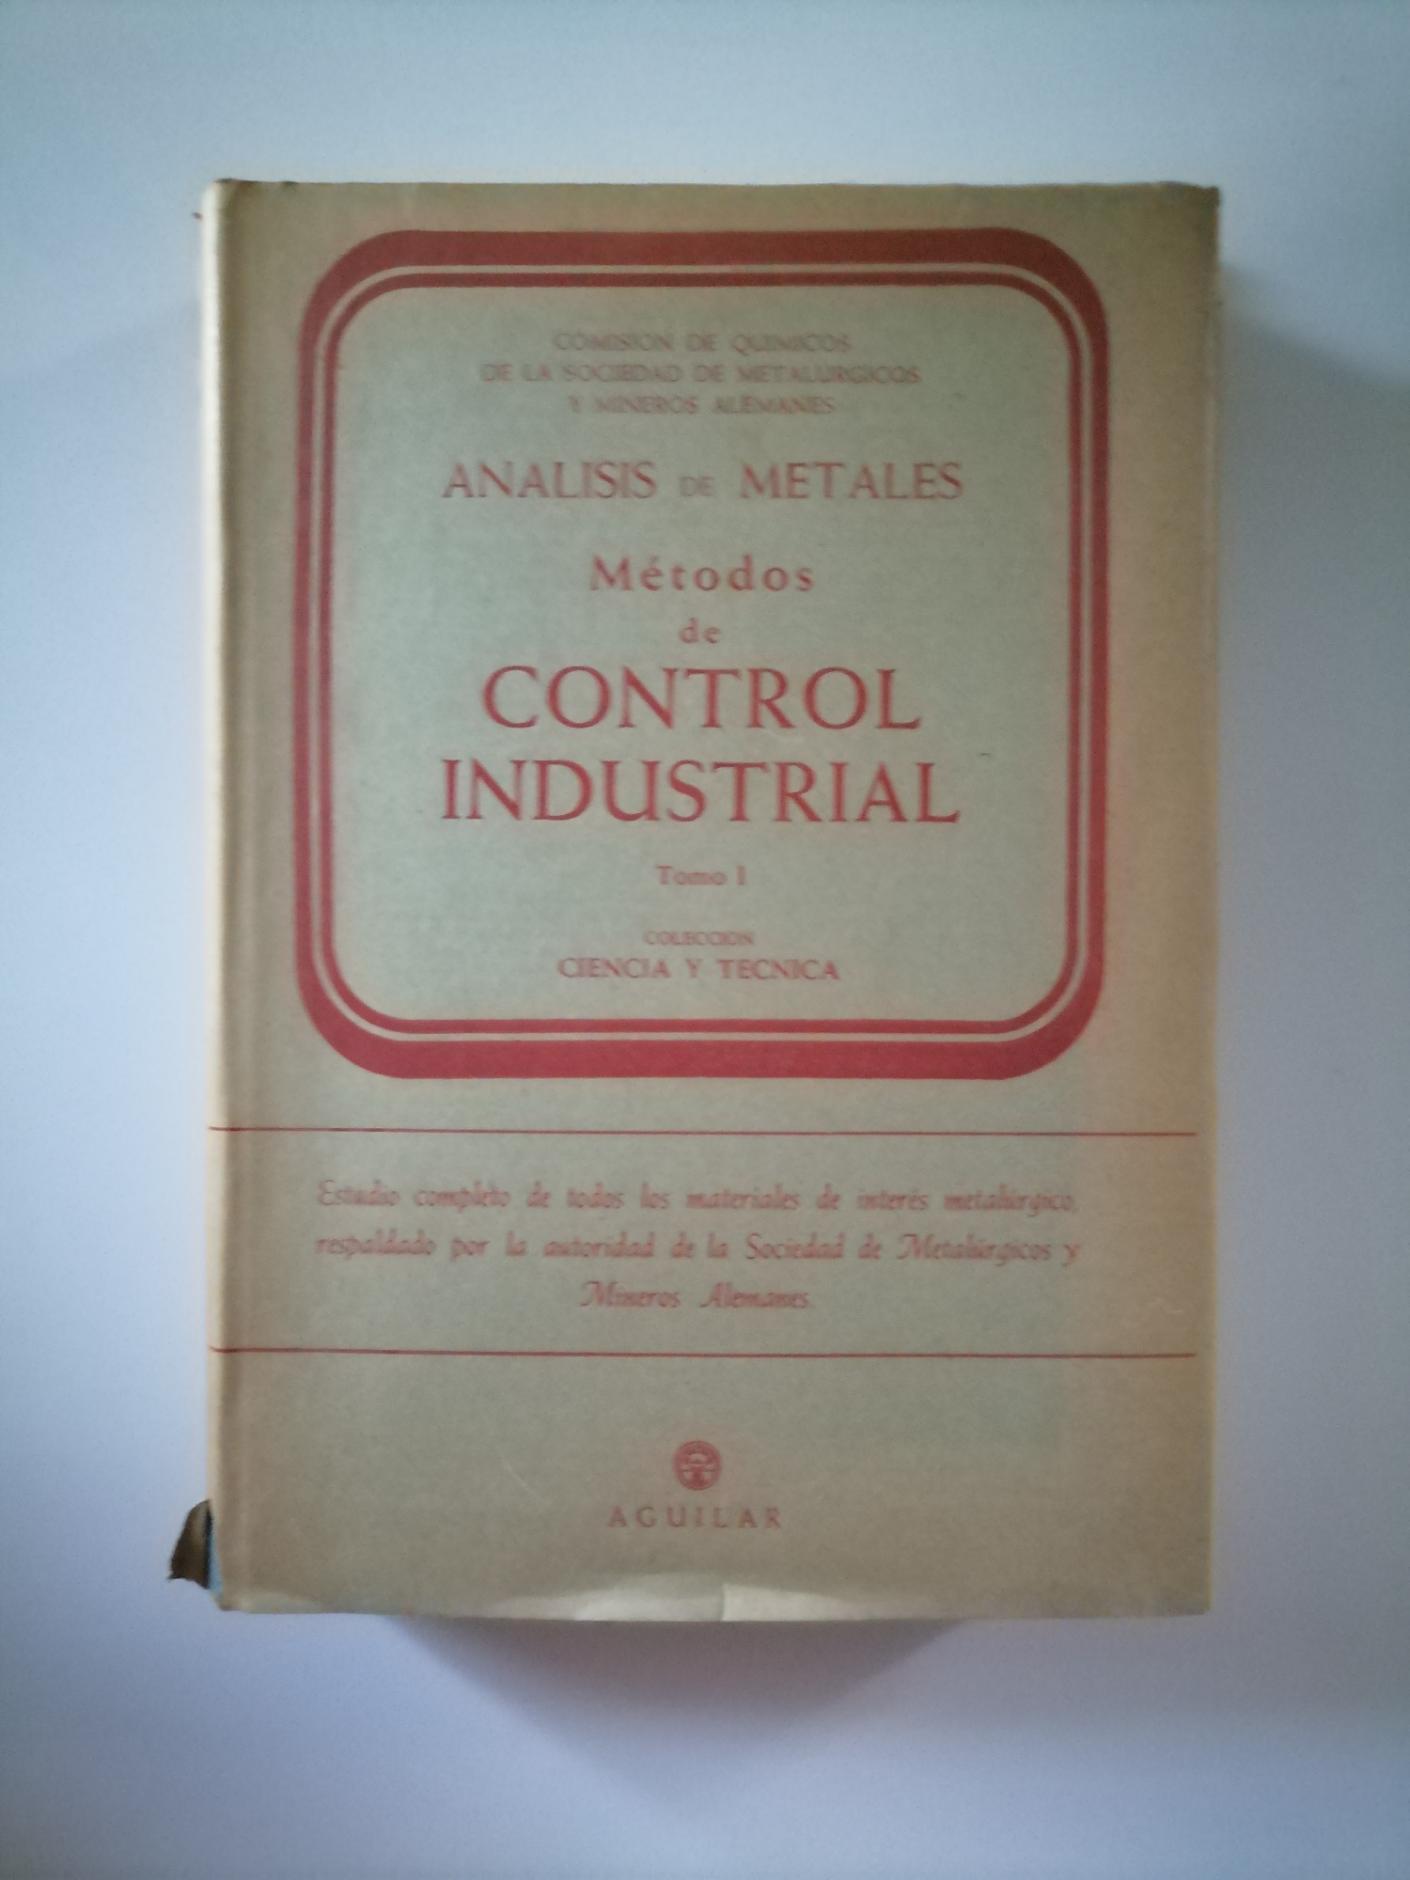 COMISION DE QUIMICOS
DE LA SOCIEDAD DE METALURGICOS
Y MINEROS ALEMANES
ANALISIS DE METALES
Métodos
de
CONTROL
INDUSTRIAL
Tomo I
COLECCION
CIENCIA Y TECNICA
Estudio completo de todos los materiales de interés metalúrgico,
respaldado por la autoridad de la Sociedad de Metalúrgicos y
Mineros Alemanes.
AGUILAR